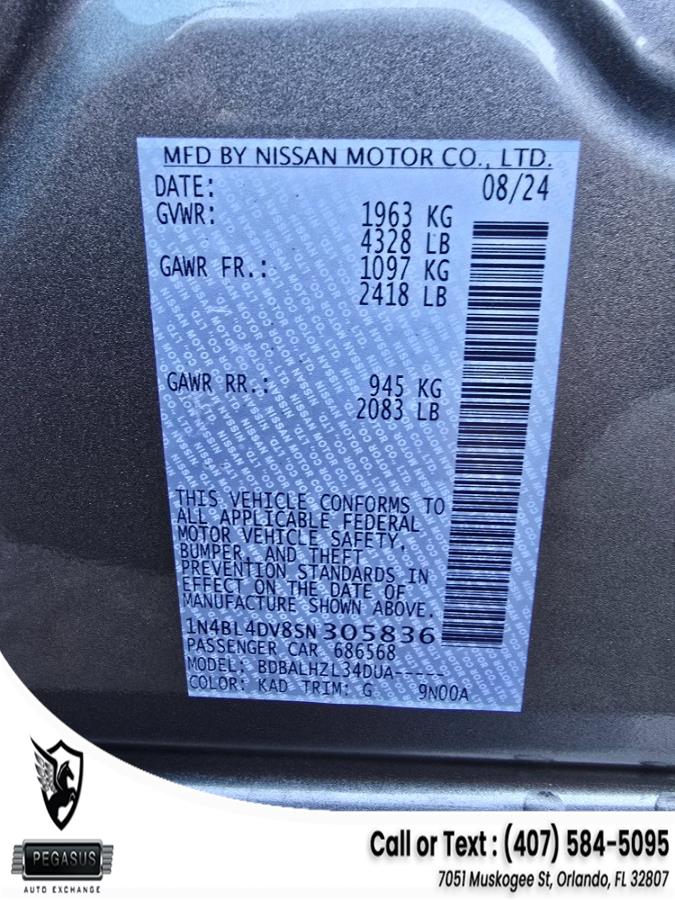 MFD BY NISSAN MOTOR CO., LTD.
DATE: 08/24
GVWR: 1963 KG
4328 LB
GAWR FR.: 1097 KG
2418 LB
GAWR RR.: 945 KG
2083 LB
THIS VEHICLE CONFORMS TO
ALL APPLICABLE FEDERAL
MOTOR VEHICLE SAFETY,
BUMPER, AND THEFT
PREVENTION STANDARDS IN
EFFECT ON THE DATE OF
MANUFACTURE SHOWN ABOVE.
1N4BL4DV8SN305836
PASSENGER CAR 686568
MODEL: BDBALHZL34DUA-----
COLOR: KAD TRIM: G 9N00A
PEGASUS
AUTO EXCHANGE
Call or Text : (407) 584-5095
7051 Muskogee St, Orlando, FL 32807